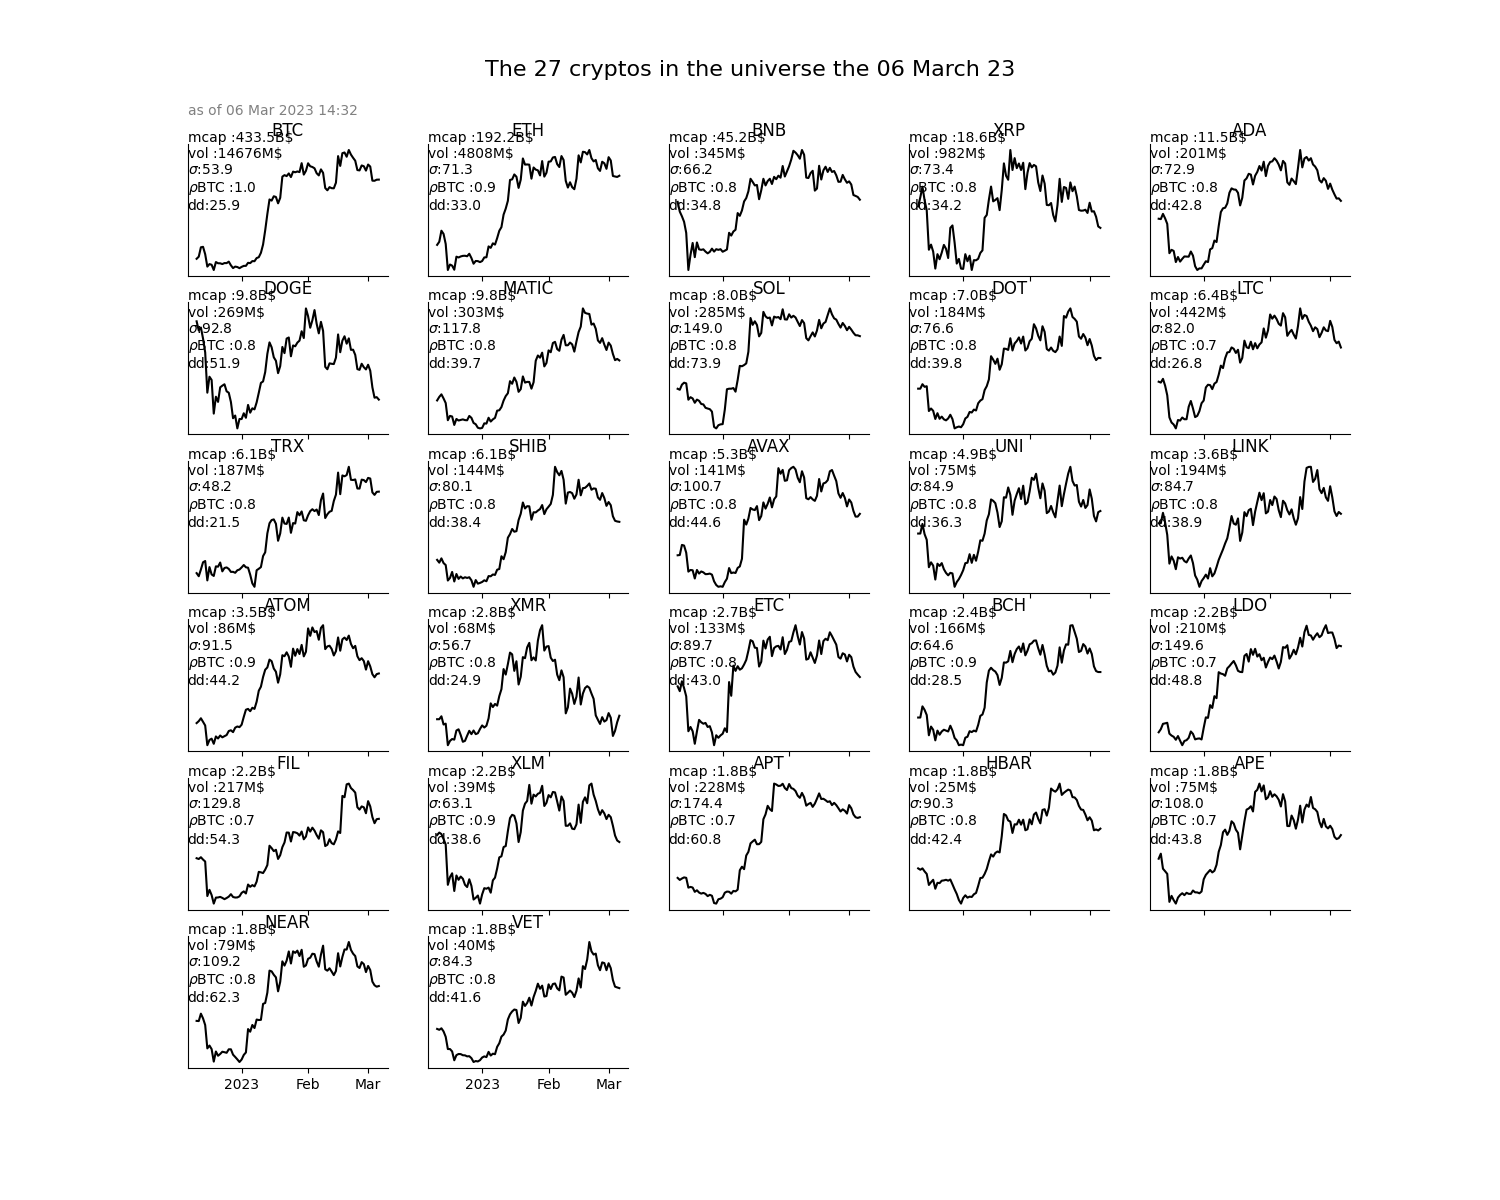 The 27 cryptos in the universe the 06 March 23
as of 06 Mar 2023 14:32
BTC
mcap :433.5B$
vol :14676M$
σ:53.9
ρBTC :1.0
dd:25.9
ETH
mcap :192.2B$
vol :4808M$
σ:71.3
ρBTC :0.9
dd:33.0
BNB
mcap :45.2B$
vol :345M$
σ:66.2
ρBTC :0.8
dd:34.8
XRP
mcap :18.6B$
vol :982M$
σ:73.4
ρBTC :0.8
dd:34.2
ADA
mcap :11.5B$
vol :201M$
σ:72.9
ρBTC :0.8
dd:42.8
DOGE
mcap :9.8B$
vol :269M$
σ:92.8
ρBTC :0.8
dd:51.9
MATIC
mcap :9.8B$
vol :303M$
σ:117.8
ρBTC :0.8
dd:39.7
SOL
mcap :8.0B$
vol :285M$
σ:149.0
ρBTC :0.8
dd:73.9
DOT
mcap :7.0B$
vol :184M$
σ:76.6
ρBTC :0.8
dd:39.8
LTC
mcap :6.4B$
vol :442M$
σ:82.0
ρBTC :0.7
dd:26.8
TRX
mcap :6.1B$
vol :187M$
σ:48.2
ρBTC :0.8
dd:21.5
SHIB
mcap :6.1B$
vol :144M$
σ:80.1
ρBTC :0.8
dd:38.4
AVAX
mcap :5.3B$
vol :141M$
σ:100.7
ρBTC :0.8
dd:44.6
UNI
mcap :4.9B$
vol :75M$
σ:84.9
ρBTC :0.8
dd:36.3
LINK
mcap :3.6B$
vol :194M$
σ:84.7
ρBTC :0.8
dd:38.9
ATOM
mcap :3.5B$
vol :86M$
σ:91.5
ρBTC :0.9
dd:44.2
XMR
mcap :2.8B$
vol :68M$
σ:56.7
ρBTC :0.8
dd:24.9
ETC
mcap :2.7B$
vol :133M$
σ:89.7
ρBTC :0.8
dd:43.0
BCH
mcap :2.4B$
vol :166M$
σ:64.6
ρBTC :0.9
dd:28.5
LDO
mcap :2.2B$
vol :210M$
σ:149.6
ρBTC :0.7
dd:48.8
FIL
mcap :2.2B$
vol :217M$
σ:129.8
ρBTC :0.7
dd:54.3
XLM
mcap :2.2B$
vol :39M$
σ:63.1
ρBTC :0.9
dd:38.6
APT
mcap :1.8B$
vol :228M$
σ:174.4
ρBTC :0.7
dd:60.8
HBAR
mcap :1.8B$
vol :25M$
σ:90.3
ρBTC :0.8
dd:42.4
APE
mcap :1.8B$
vol :75M$
σ:108.0
ρBTC :0.7
dd:43.8
NEAR
mcap :1.8B$
vol :79M$
σ:109.2
ρBTC :0.8
dd:62.3
VET
mcap :1.8B$
vol :40M$
σ:84.3
ρBTC :0.8
dd:41.6
2023 Feb Mar
2023 Feb Mar